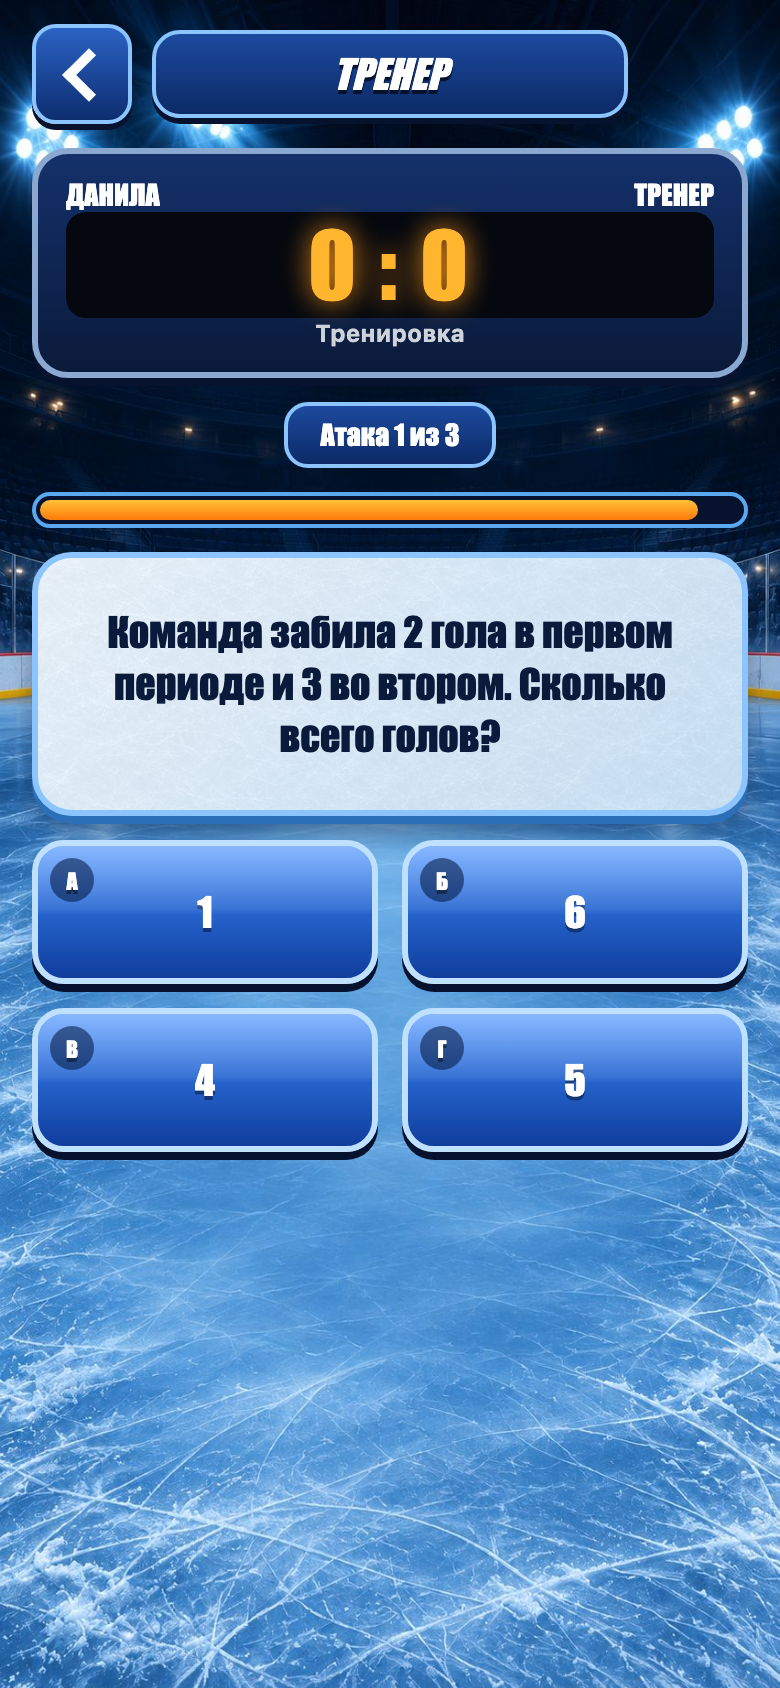 ТРЕНЕР
ДАНИЛА
ТРЕНЕР
0 : 0
Тренировка
Атака 1 из 3
Команда забила 2 гола в первом
периоде и 3 во втором. Сколько
всего голов?
А
1
Б
6
В
4
Г
5